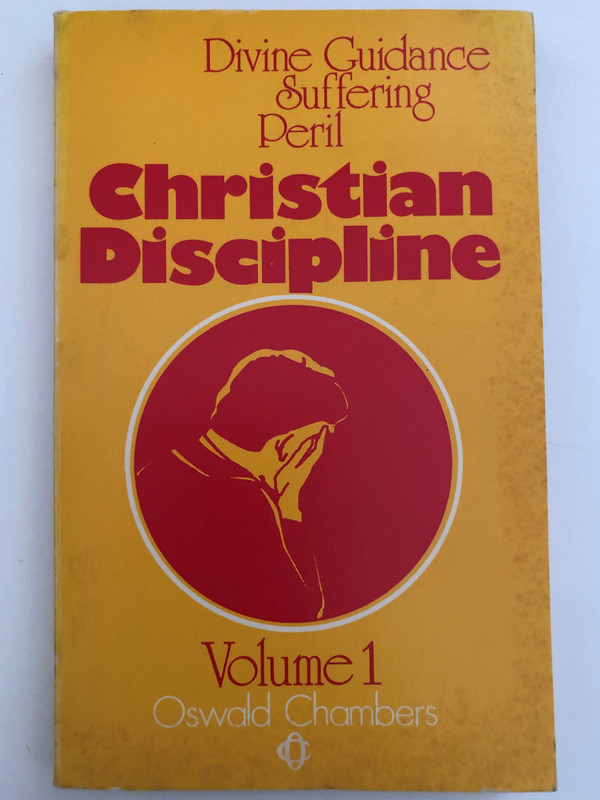 Divine Guidance
Suffering
Peril
Christian
Discipline
Volume 1
Oswald Chambers